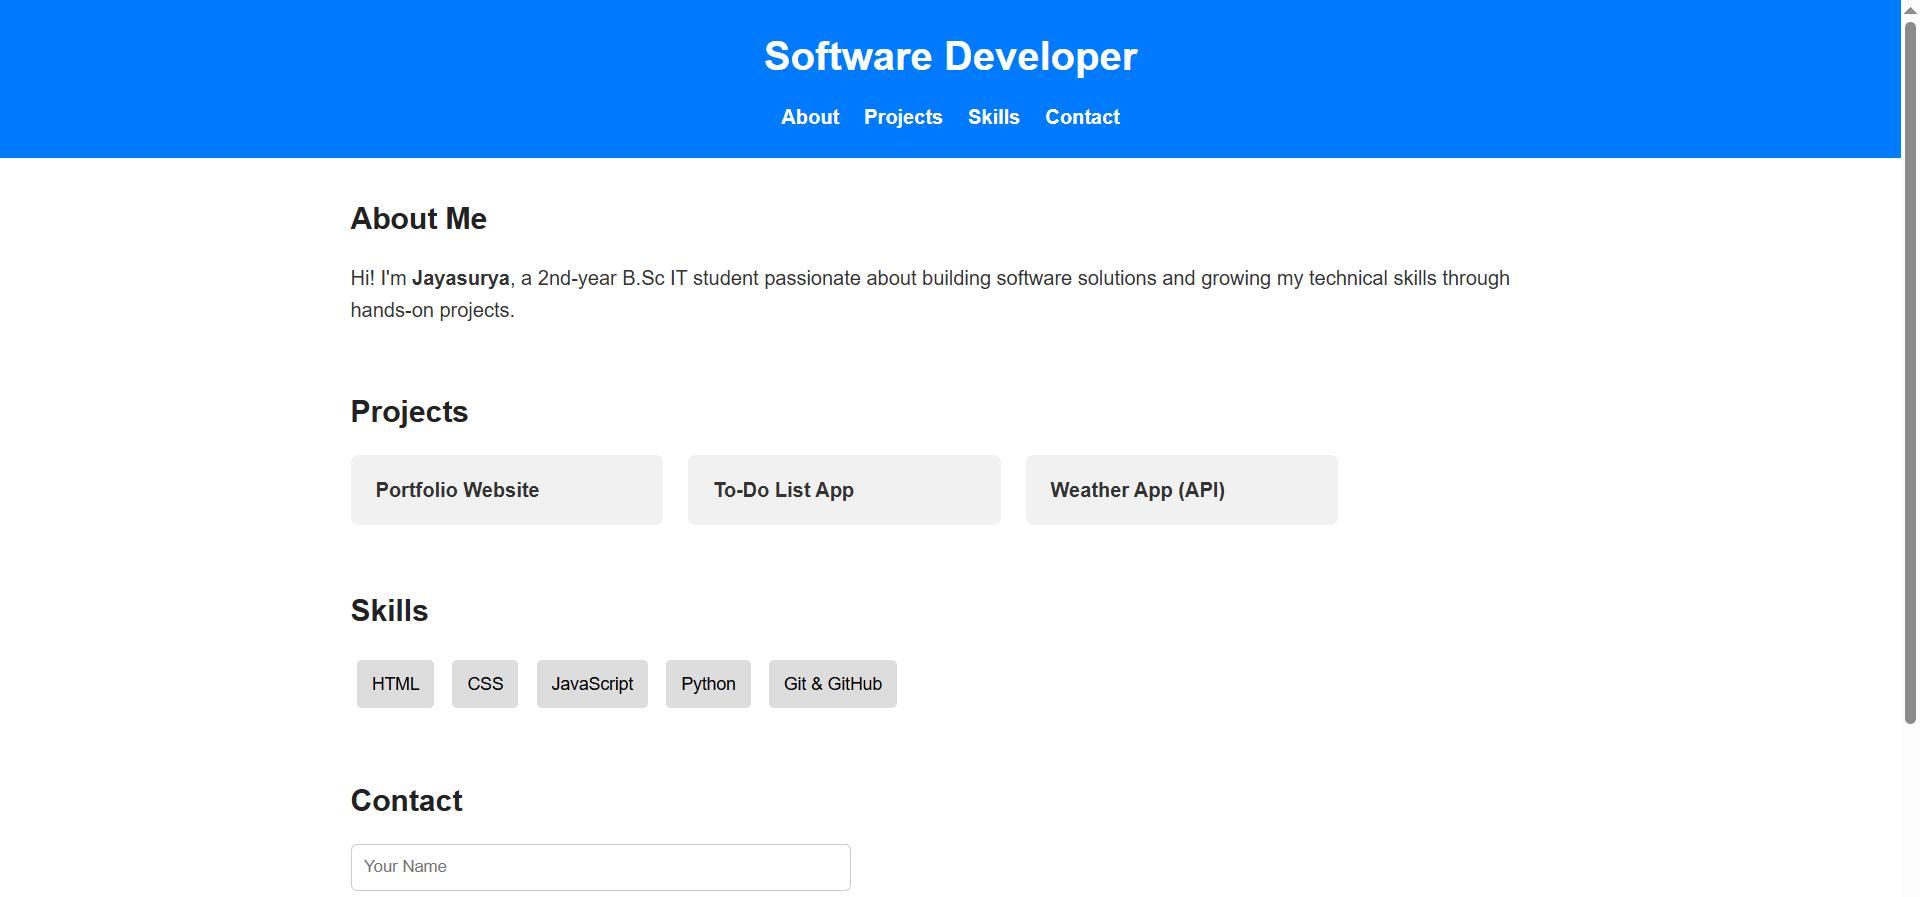 Software Developer
About Projects Skills Contact
About Me
Hi! I'm Jayasurya, a 2nd-year B.Sc IT student passionate about building software solutions and growing my technical skills through
hands-on projects.
Projects
Portfolio Website To-Do List App Weather App (API)
Skills
HTML CSS JavaScript Python Git & GitHub
Contact
Your Name